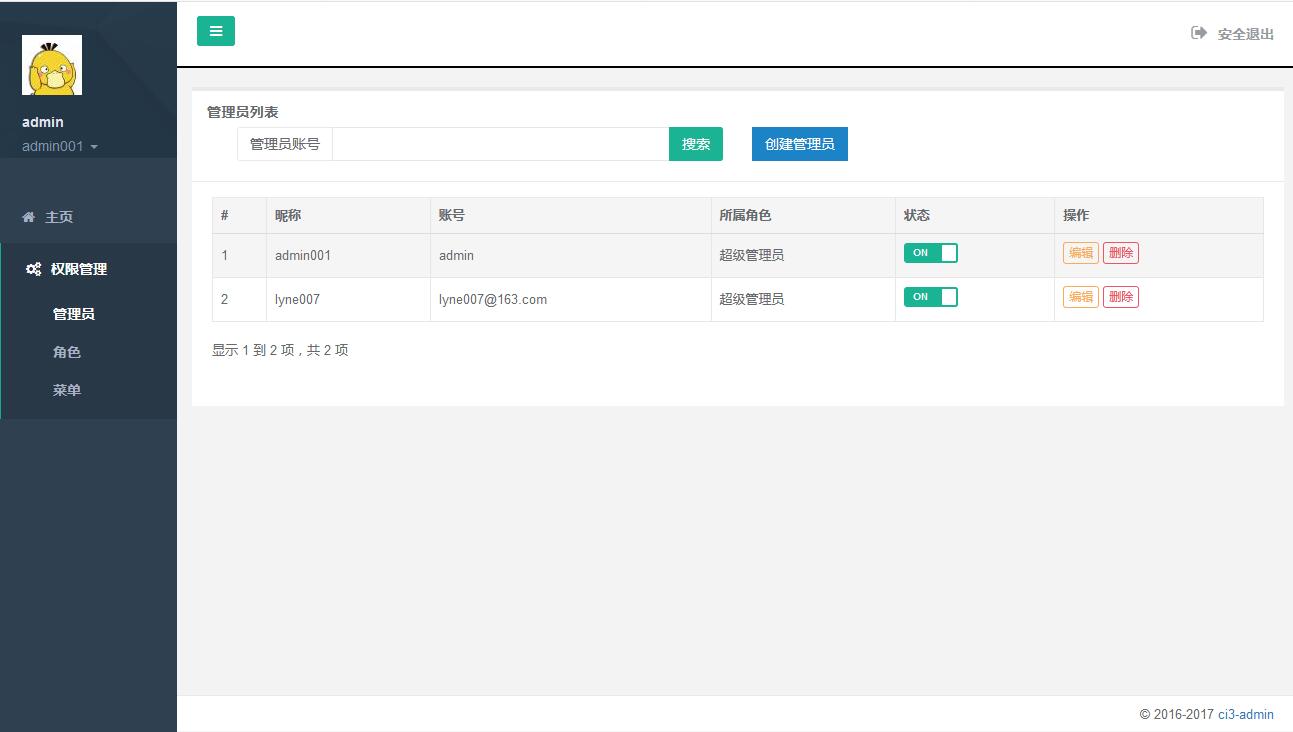 安全退出
admin
admin001
主页
权限管理
管理员
角色
菜单
管理员列表
管理员账号 搜索 创建管理员
# 昵称 账号 所属角色 状态 操作
1 admin001 admin 超级管理员 ON 编辑 删除
2 lyne007 lyne007@163.com 超级管理员 ON 编辑 删除
显示 1 到 2 项，共 2 项
© 2016-2017 ci3-admin